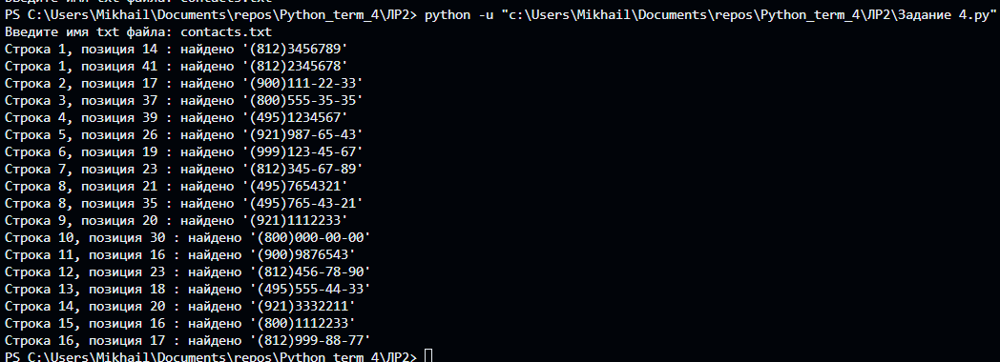 Введите имя txt файла: contacts.txt
PS C:\Users\Mikhail\Documents\repos\Python_term_4\ЛР2> python -u "c:\Users\Mikhail\Documents\repos\Python_term_4\ЛР2\Задание 4.py"
Введите имя txt файла: contacts.txt
Строка 1, позиция 14 : найдено '(812)3456789'
Строка 1, позиция 41 : найдено '(812)2345678'
Строка 2, позиция 17 : найдено '(900)111-22-33'
Строка 3, позиция 37 : найдено '(800)555-35-35'
Строка 4, позиция 39 : найдено '(495)1234567'
Строка 5, позиция 26 : найдено '(921)987-65-43'
Строка 6, позиция 19 : найдено '(999)123-45-67'
Строка 7, позиция 23 : найдено '(812)345-67-89'
Строка 8, позиция 21 : найдено '(495)7654321'
Строка 8, позиция 35 : найдено '(495)765-43-21'
Строка 9, позиция 20 : найдено '(921)1112233'
Строка 10, позиция 30 : найдено '(800)000-00-00'
Строка 11, позиция 16 : найдено '(900)9876543'
Строка 12, позиция 23 : найдено '(812)456-78-90'
Строка 13, позиция 18 : найдено '(495)555-44-33'
Строка 14, позиция 20 : найдено '(921)3332211'
Строка 15, позиция 16 : найдено '(800)1112233'
Строка 16, позиция 17 : найдено '(812)999-88-77'
PS C:\Users\Mikhail\Documents\repos\Python_term_4\ЛР2>